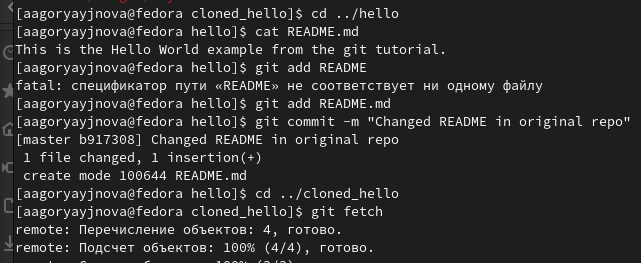 [aagoryayjnova@fedora cloned_hello]$ cd ../hello
[aagoryayjnova@fedora hello]$ cat README.md
This is the Hello World example from the git tutorial.
[aagoryayjnova@fedora hello]$ git add README
fatal: спецификатор пути «README» не соответствует ни одному файлу
[aagoryayjnova@fedora hello]$ git add README.md
[aagoryayjnova@fedora hello]$ git commit -m "Changed README in original repo"
[master b917308] Changed README in original repo
 1 file changed, 1 insertion(+)
 create mode 100644 README.md
[aagoryayjnova@fedora hello]$ cd ../cloned_hello
[aagoryayjnova@fedora cloned_hello]$ git fetch
remote: Перечисление объектов: 4, готово.
remote: Подсчет объектов: 100% (4/4), готово.